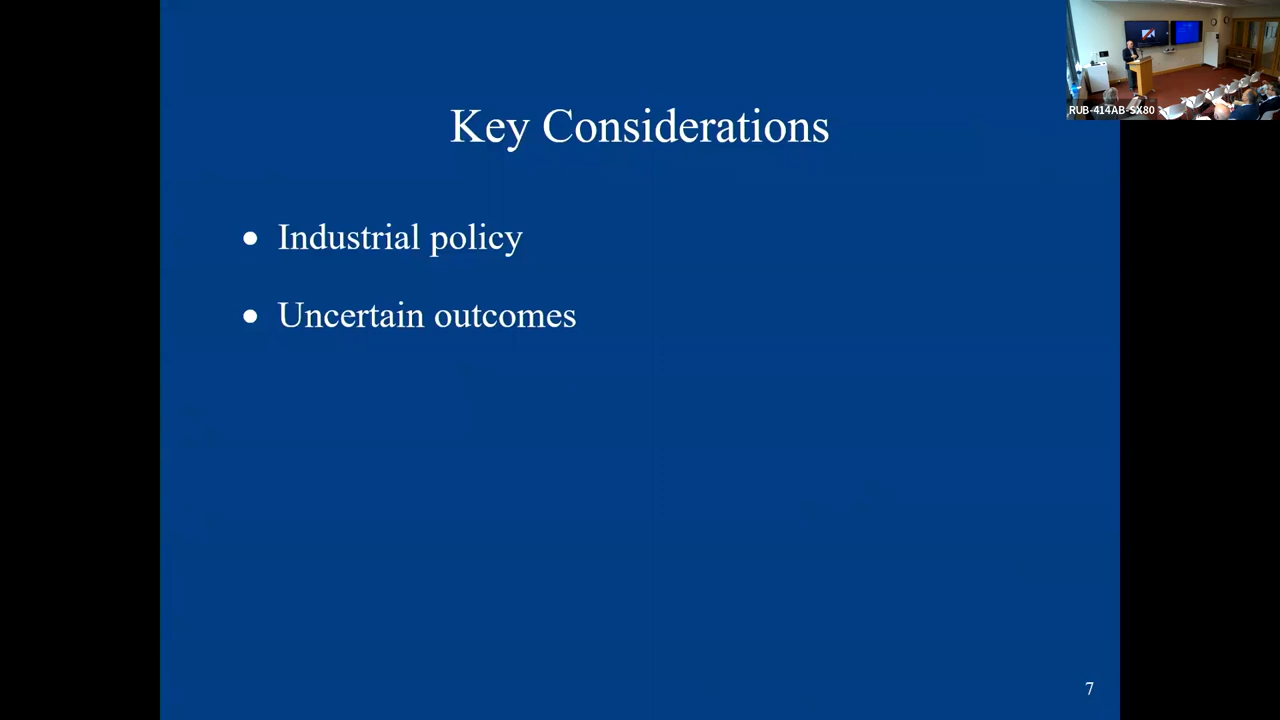 RUB-414AB-SX80
Key Considerations
• Industrial policy
• Uncertain outcomes
7